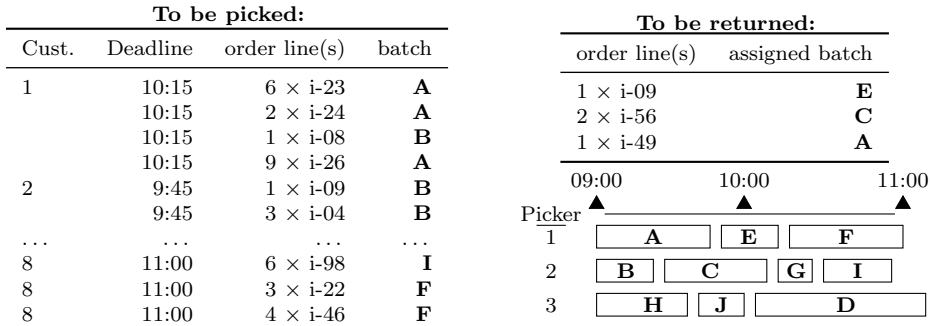 To be picked:
Cust. Deadline order line(s) batch
1 10:15 6 × i-23 A
10:15 2 × i-24 A
10:15 1 × i-08 B
10:15 9 × i-26 A
2 9:45 1 × i-09 B
9:45 3 × i-04 B
... ... ... ...
8 11:00 6 × i-98 I
8 11:00 3 × i-22 F
8 11:00 4 × i-46 F
To be returned:
order line(s) assigned batch
1 × i-09 E
2 × i-56 C
1 × i-49 A
09:00 10:00 11:00
Picker
1 A E F
2 B C G I
3 H J D